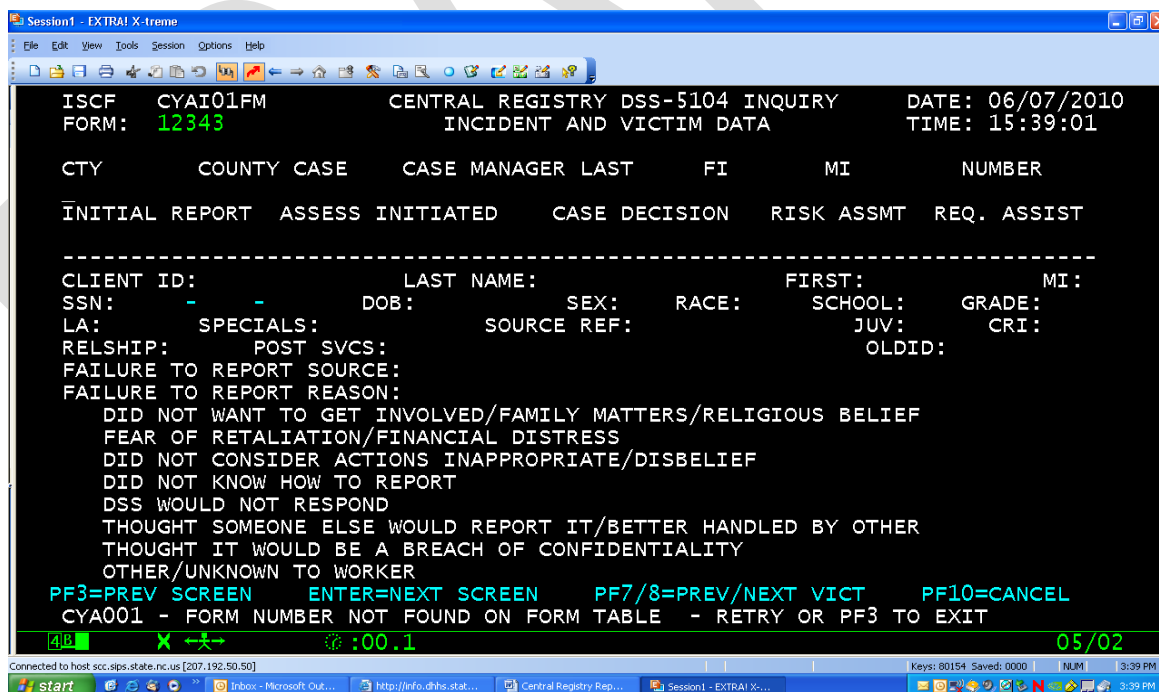 Session1 - EXTRA! X-treme
File Edit View Tools Session Options Help
ISCF CYAI01FM CENTRAL REGISTRY DSS-5104 INQUIRY DATE: 06/07/2010
FORM: 12343 INCIDENT AND VICTIM DATA TIME: 15:39:01
CTY COUNTY CASE CASE MANAGER LAST FI MI NUMBER
_
INITIAL REPORT ASSESS INITIATED CASE DECISION RISK ASSMT REQ. ASSIST
-----------------------------------------------------------------------------
CLIENT ID: LAST NAME: FIRST: MI:
SSN: - - DOB: SEX: RACE: SCHOOL: GRADE:
LA: SPECIALS: SOURCE REF: JUV: CRI:
RELSHIP: POST SVCS: OLDID:
FAILURE TO REPORT SOURCE:
FAILURE TO REPORT REASON:
DID NOT WANT TO GET INVOLVED/FAMILY MATTERS/RELIGIOUS BELIEF
FEAR OF RETALIATION/FINANCIAL DISTRESS
DID NOT CONSIDER ACTIONS INAPPROPRIATE/DISBELIEF
DID NOT KNOW HOW TO REPORT
DSS WOULD NOT RESPOND
THOUGHT SOMEONE ELSE WOULD REPORT IT/BETTER HANDLED BY OTHER
THOUGHT IT WOULD BE A BREACH OF CONFIDENTIALITY
OTHER/UNKNOWN TO WORKER
PF3=PREV SCREEN ENTER=NEXT SCREEN PF7/8=PREV/NEXT VICT PF10=CANCEL
CYA001 - FORM NUMBER NOT FOUND ON FORM TABLE - RETRY OR PF3 TO EXIT
4B X :00.1 05/02
Connected to host scc.sips.state.nc.us [207.192.50.50] Keys: 80154 Saved: 0000 NUM 3:39 PM
start Inbox - Microsoft Out... http://info.dhhs.stat... Central Registry Rep... Session1 - EXTRA! X-... 3:39 PM